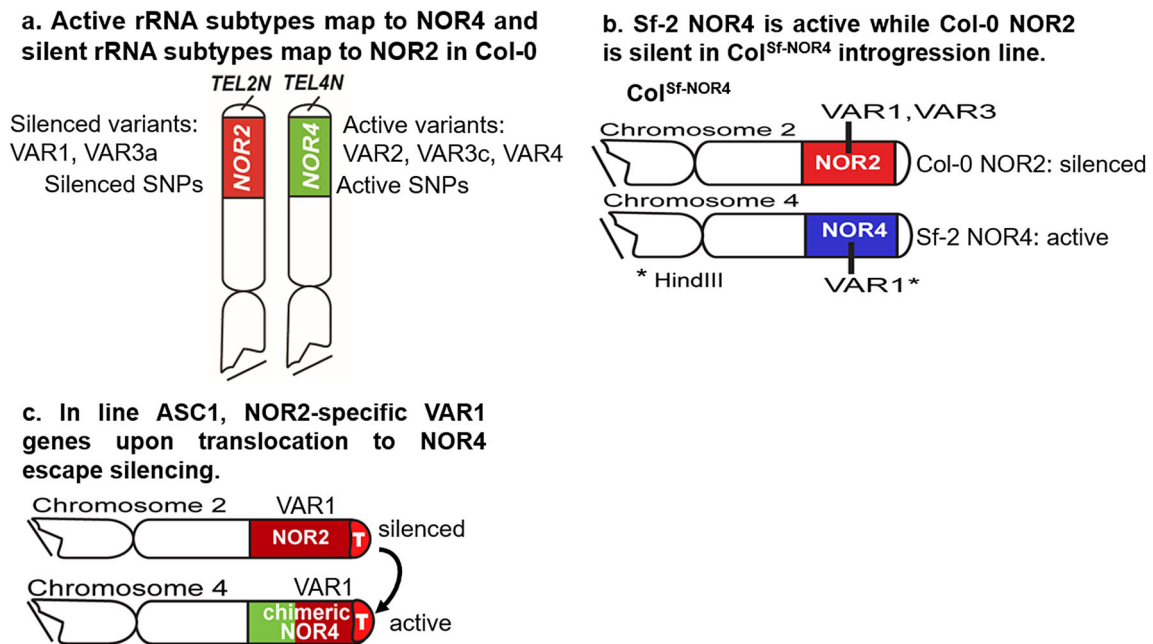 a. Active rRNA subtypes map to NOR4 and
silent rRNA subtypes map to NOR2 in Col-0
TEL2N TEL4N
Silenced variants:
VAR1, VAR3a
Silenced SNPs
NOR2
NOR4
Active variants:
VAR2, VAR3c, VAR4
Active SNPs
b. Sf-2 NOR4 is active while Col-0 NOR2
is silent in ColSf-NOR4 introgression line.
ColSf-NOR4
VAR1,VAR3
Chromosome 2
NOR2
Col-0 NOR2: silenced
Chromosome 4
NOR4
Sf-2 NOR4: active
* HindIII
VAR1*
c. In line ASC1, NOR2-specific VAR1
genes upon translocation to NOR4
escape silencing.
Chromosome 2 VAR1
NOR2
T
silenced
Chromosome 4 VAR1
chimeric
NOR4
T
active